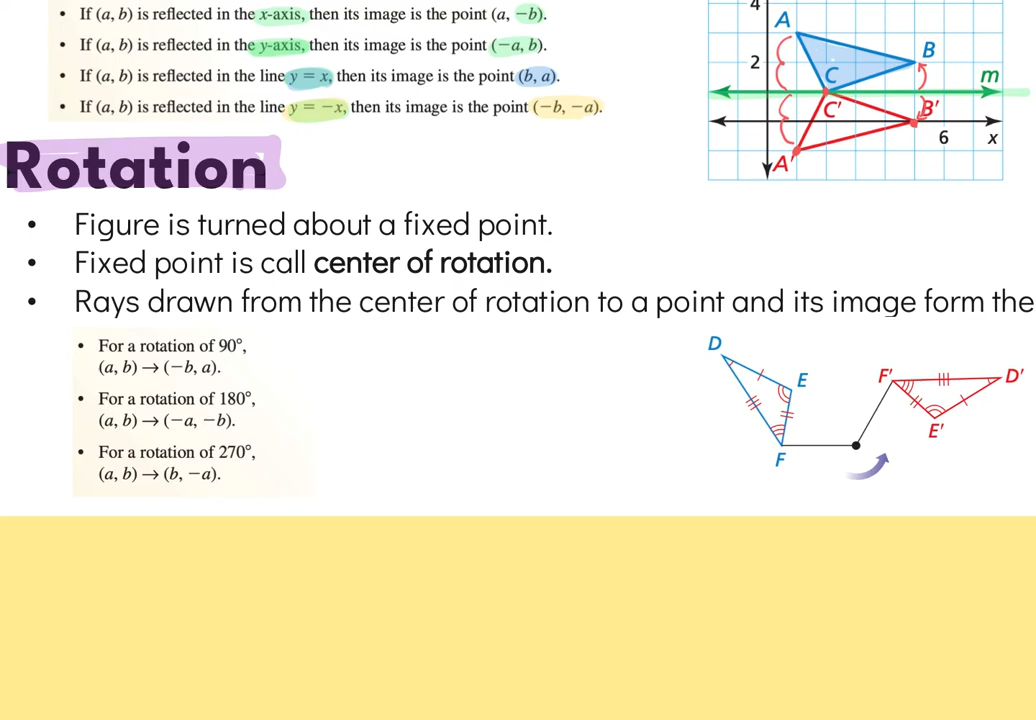 • If (a, b) is reflected in the x-axis, then its image is the point (a, −b).
• If (a, b) is reflected in the y-axis, then its image is the point (−a, b).
• If (a, b) is reflected in the line y = x, then its image is the point (b, a).
• If (a, b) is reflected in the line y = −x, then its image is the point (−b, −a).
4
A
B
2
C
m
C'
B'
6
x
A'
Rotation
• Figure is turned about a fixed point.
• Fixed point is call center of rotation.
• Rays drawn from the center of rotation to a point and its image form the
• For a rotation of 90°,
(a, b) → (−b, a).
• For a rotation of 180°,
(a, b) → (−a, −b).
• For a rotation of 270°,
(a, b) → (b, −a).
D
E
F
F'
D'
E'